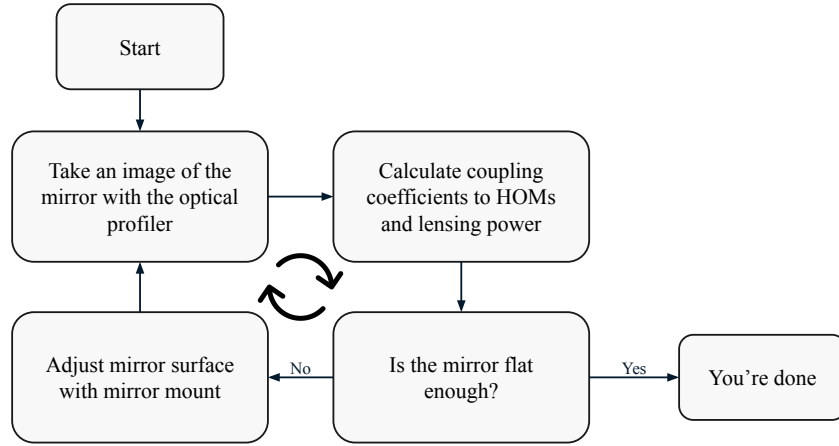 Start
Take an image of the
mirror with the optical
profiler
Calculate coupling
coefficients to HOMs
and lensing power
Adjust mirror surface
with mirror mount
No
Is the mirror flat
enough?
Yes
You're done